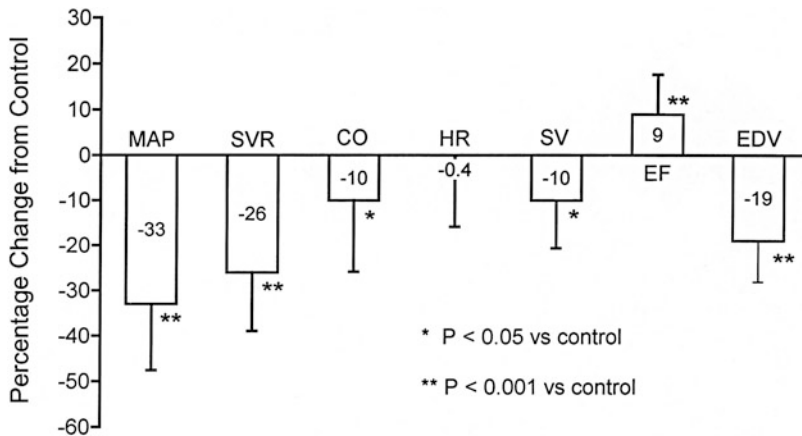 Percentage Change from Control
30
20
10
0
-10
-20
-30
-40
-50
-60
MAP
SVR
CO
HR
SV
EF
EDV
-33
-26
-10
-0.4
-10
9
-19
**
**
*
*
**
**
* P < 0.05 vs control
** P < 0.001 vs control